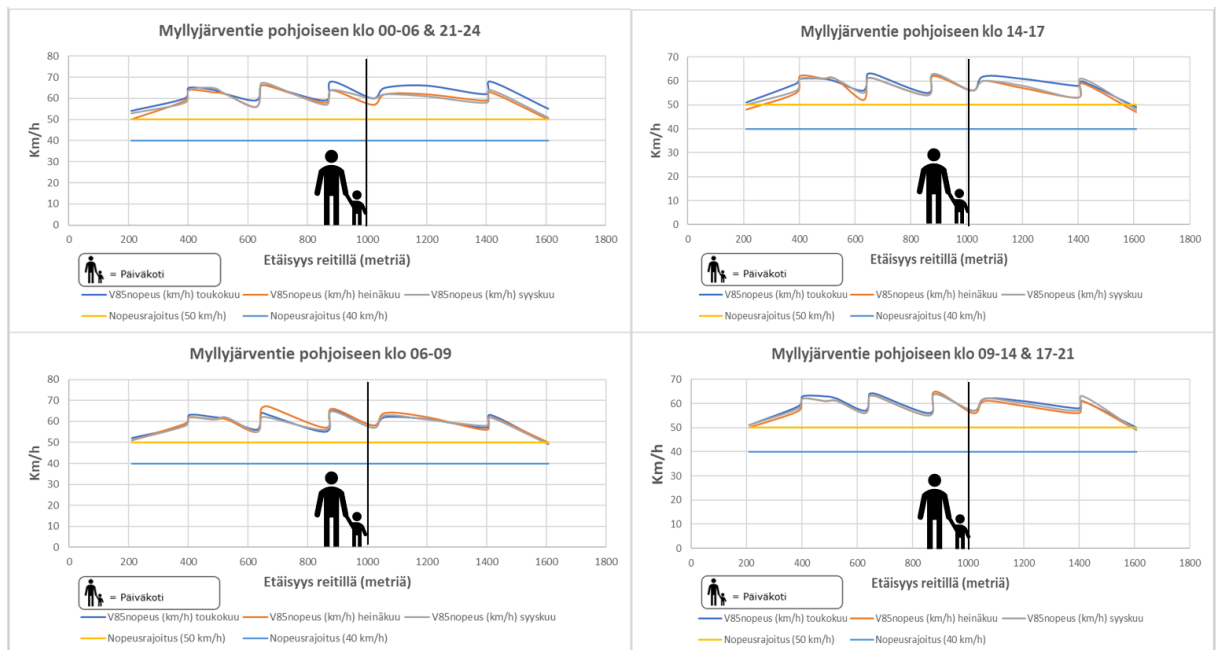 Myllyjärventie pohjoiseen klo 00-06 & 21-24
80
70
60
50
40
30
20
10
0
Km/h
0 200 400 600 800 1000 1200 1400 1600 1800
Etäisyys reitillä (metriä)
= Päiväkoti
V85nopeus (km/h) toukokuu V85nopeus (km/h) heinäkuu V85nopeus (km/h) syyskuu
Nopeusrajoitus (50 km/h) Nopeusrajoitus (40 km/h)
Myllyjärventie pohjoiseen klo 14-17
70
60
50
40
30
20
10
0
Km/h
0 200 400 600 800 1000 1200 1400 1600 1800
Etäisyys reitillä (metriä)
= Päiväkoti
V85nopeus (km/h) toukokuu V85nopeus (km/h) heinäkuu V85nopeus (km/h) syyskuu
Nopeusrajoitus (50 km/h) Nopeusrajoitus (40 km/h)
Myllyjärventie pohjoiseen klo 06-09
80
70
60
50
40
30
20
10
0
Km/h
0 200 400 600 800 1000 1200 1400 1600 1800
Etäisyys reitillä (metriä)
= Päiväkoti
V85nopeus (km/h) toukokuu V85nopeus (km/h) heinäkuu V85nopeus (km/h) syyskuu
Nopeusrajoitus (50 km/h) Nopeusrajoitus (40 km/h)
Myllyjärventie pohjoiseen klo 09-14 & 17-21
70
60
50
40
30
20
10
0
Km/h
0 200 400 600 800 1000 1200 1400 1600 1800
Etäisyys reitillä (metriä)
= Päiväkoti
V85nopeus (km/h) toukokuu V85nopeus (km/h) heinäkuu V85nopeus (km/h) syyskuu
Nopeusrajoitus (50 km/h) Nopeusrajoitus (40 km/h)